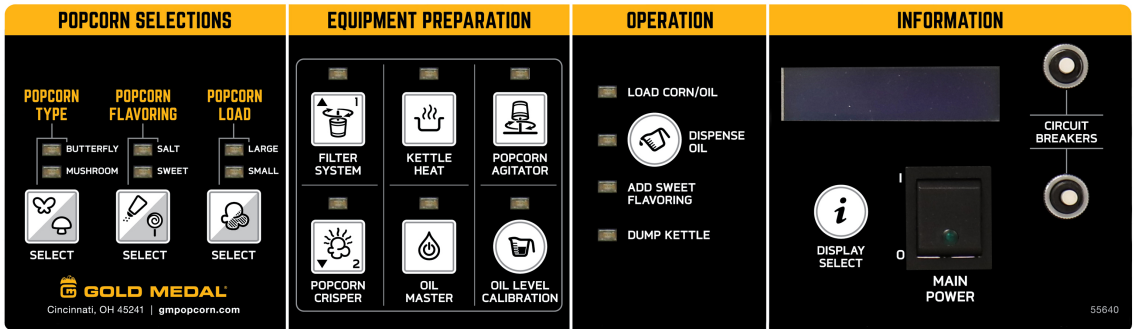 POPCORN SELECTIONS
POPCORN
TYPE
BUTTERFLY
MUSHROOM
SELECT
POPCORN
FLAVORING
SALT
SWEET
SELECT
POPCORN
LOAD
LARGE
SMALL
SELECT
G GOLD MEDAL®
Cincinnati, OH 45241 | gmpopcorn.com
EQUIPMENT PREPARATION
1
FILTER
SYSTEM
KETTLE
HEAT
POPCORN
AGITATOR
2
POPCORN
CRISPER
OIL
MASTER
OIL LEVEL
CALIBRATION
OPERATION
LOAD CORN/OIL
DISPENSE
OIL
ADD SWEET
FLAVORING
DUMP KETTLE
INFORMATION
CIRCUIT
BREAKERS
i
DISPLAY
SELECT
I
O
MAIN
POWER
55640